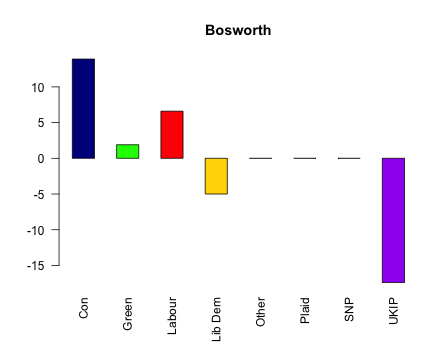 Bosworth
10
5
0
-5
-10
-15
Con
Green
Labour
Lib Dem
Other
Plaid
SNP
UKIP